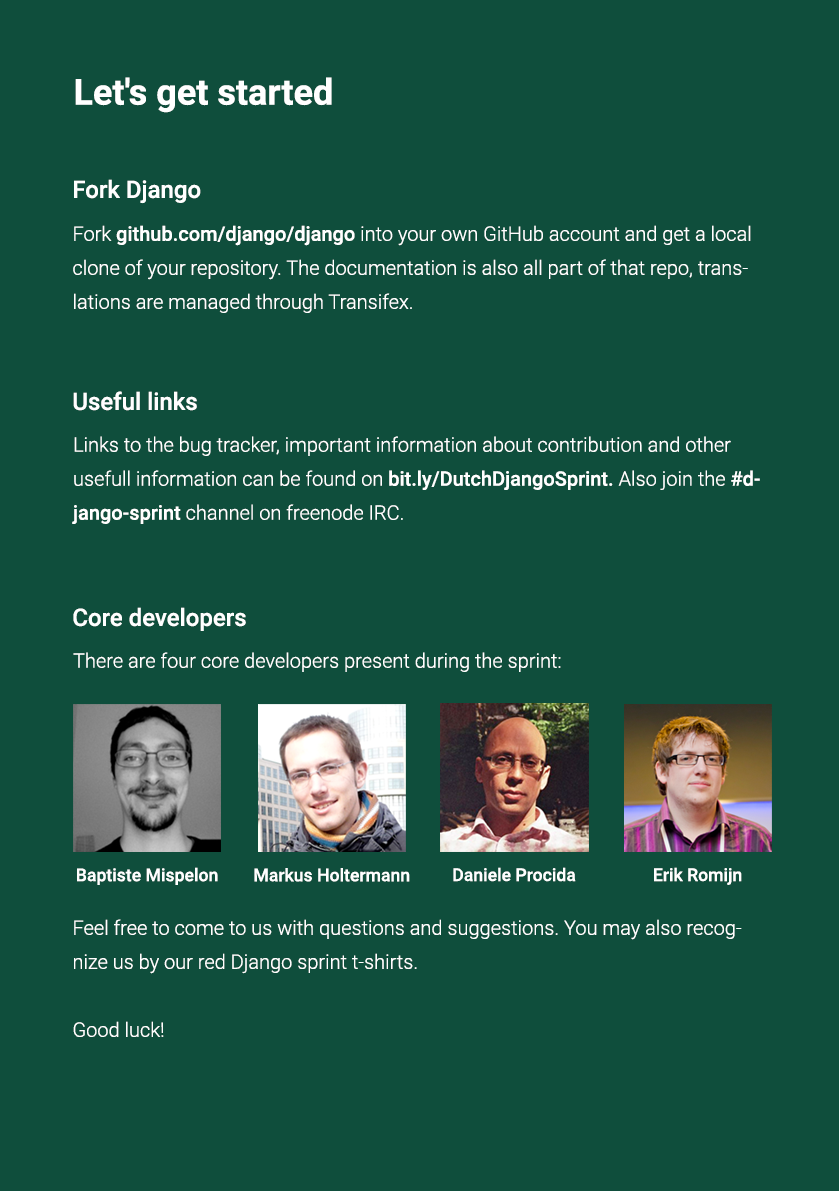 Let's get started
Fork Django
Fork github.com/django/django into your own GitHub account and get a local
clone of your repository. The documentation is also all part of that repo, trans-
lations are managed through Transifex.
Useful links
Links to the bug tracker, important information about contribution and other
usefull information can be found on bit.ly/DutchDjangoSprint. Also join the #d-
jango-sprint channel on freenode IRC.
Core developers
There are four core developers present during the sprint:
Baptiste Mispelon Markus Holtermann Daniele Procida Erik Romijn
Feel free to come to us with questions and suggestions. You may also recog-
nize us by our red Django sprint t-shirts.
Good luck!